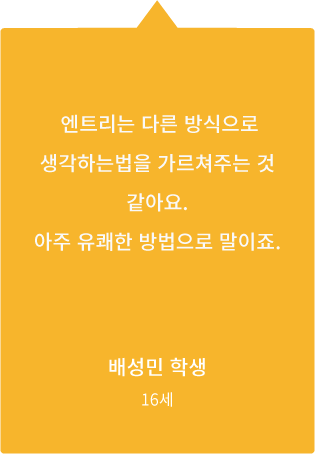 엔트리는 다른 방식으로
생각하는법을 가르쳐주는 것
같아요.
아주 유쾌한 방법으로 말이죠.
배성민 학생
16세